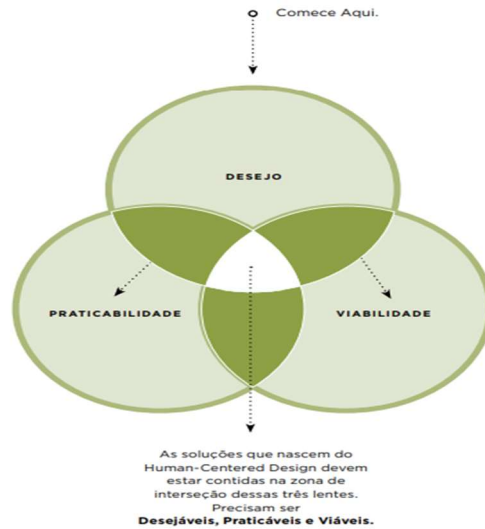 Comece Aqui.
DESEJO
PRATICABILIDADE
VIABILIDADE
As soluções que nascem do
Human-Centered Design devem
estar contidas na zona de
interseção dessas três lentes.
Precisam ser
Desejáveis, Praticáveis e Viáveis.